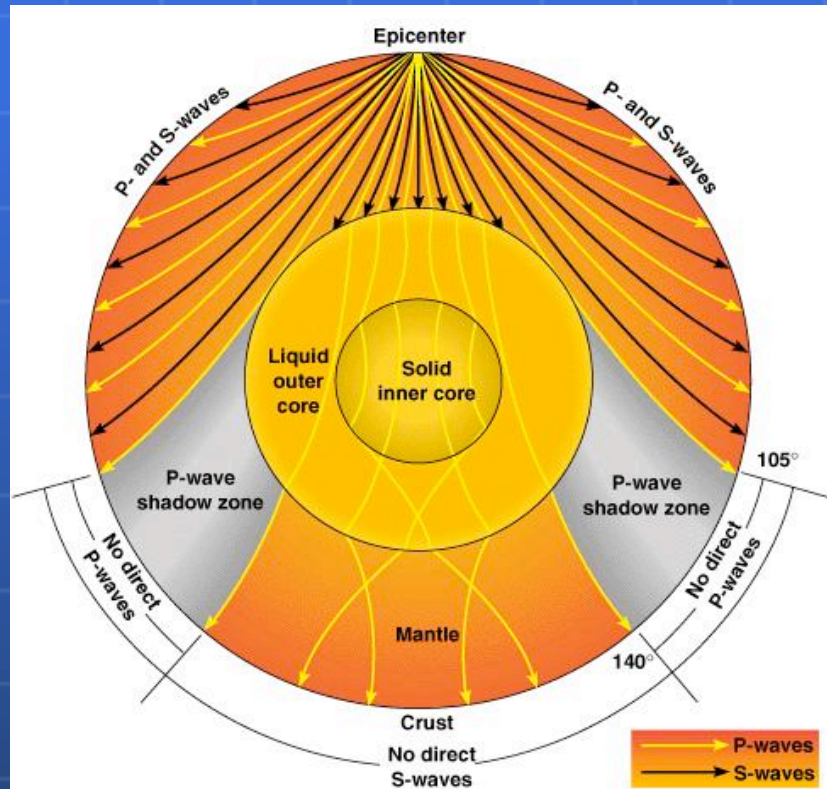 Epicenter
P- and S-waves
P- and S-waves
Liquid
outer
core
Solid
inner core
P-wave
shadow zone
P-wave
shadow zone
105°
No direct
P-waves
No direct
P-waves
Mantle
140°
Crust
No direct
S-waves
P-waves
S-waves